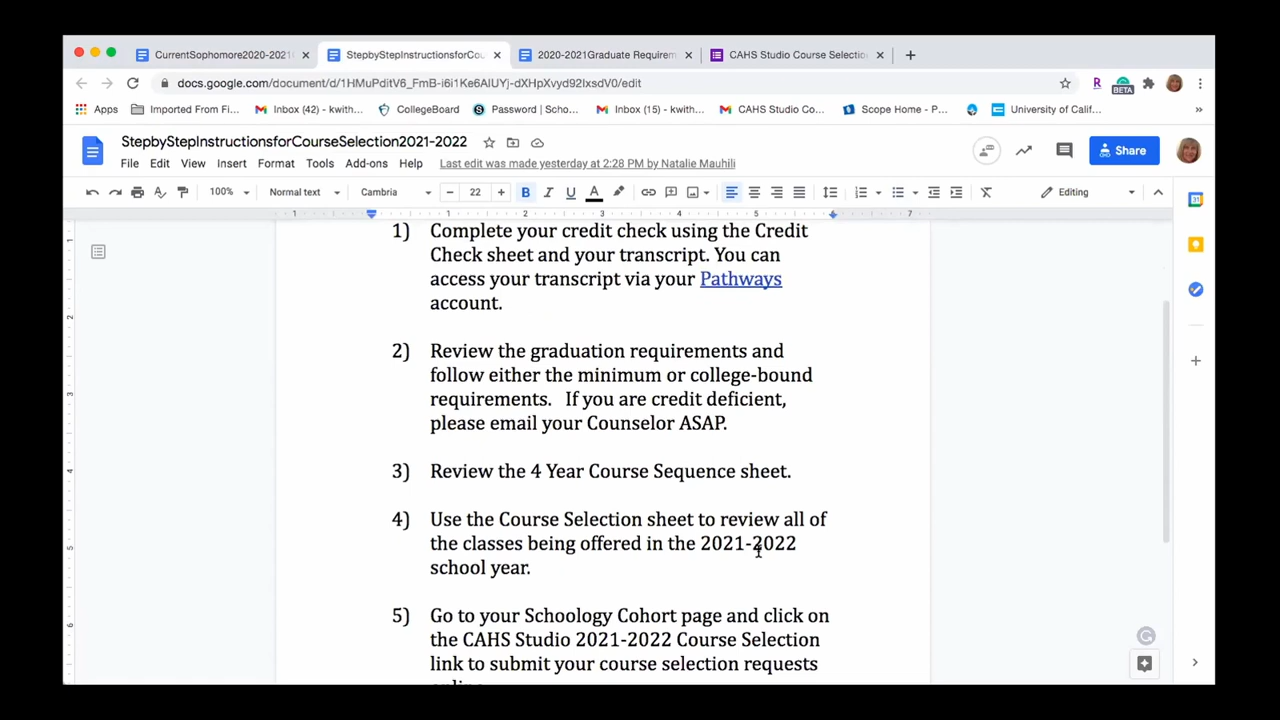 CurrentSophomore2020-2021
StepbyStepInstructionsforCou
2020-2021Graduate Requirem
CAHS Studio Course Selectio
docs.google.com/document/d/1HMuPditV6_FmB-i6i1Ke6AIUYj-dXHpXvyd92IxsdV0/edit
Apps
Imported From Fi...
Inbox (42) - kwith...
CollegeBoard
Password | Scho...
Inbox (15) - kwith...
CAHS Studio Co...
Scope Home - P...
University of Calif...
BETA
StepbyStepInstructionsforCourseSelection2021-2022
File Edit View Insert Format Tools Add-ons Help
Last edit was made yesterday at 2:28 PM by Natalie Mauhili
Share
100% Normal text Cambria 22 Editing
1) Complete your credit check using the Credit
Check sheet and your transcript. You can
access your transcript via your Pathways
account.
2) Review the graduation requirements and
follow either the minimum or college-bound
requirements. If you are credit deficient,
please email your Counselor ASAP.
3) Review the 4 Year Course Sequence sheet.
4) Use the Course Selection sheet to review all of
the classes being offered in the 2021-2022
school year.
5) Go to your Schoology Cohort page and click on
the CAHS Studio 2021-2022 Course Selection
link to submit your course selection requests